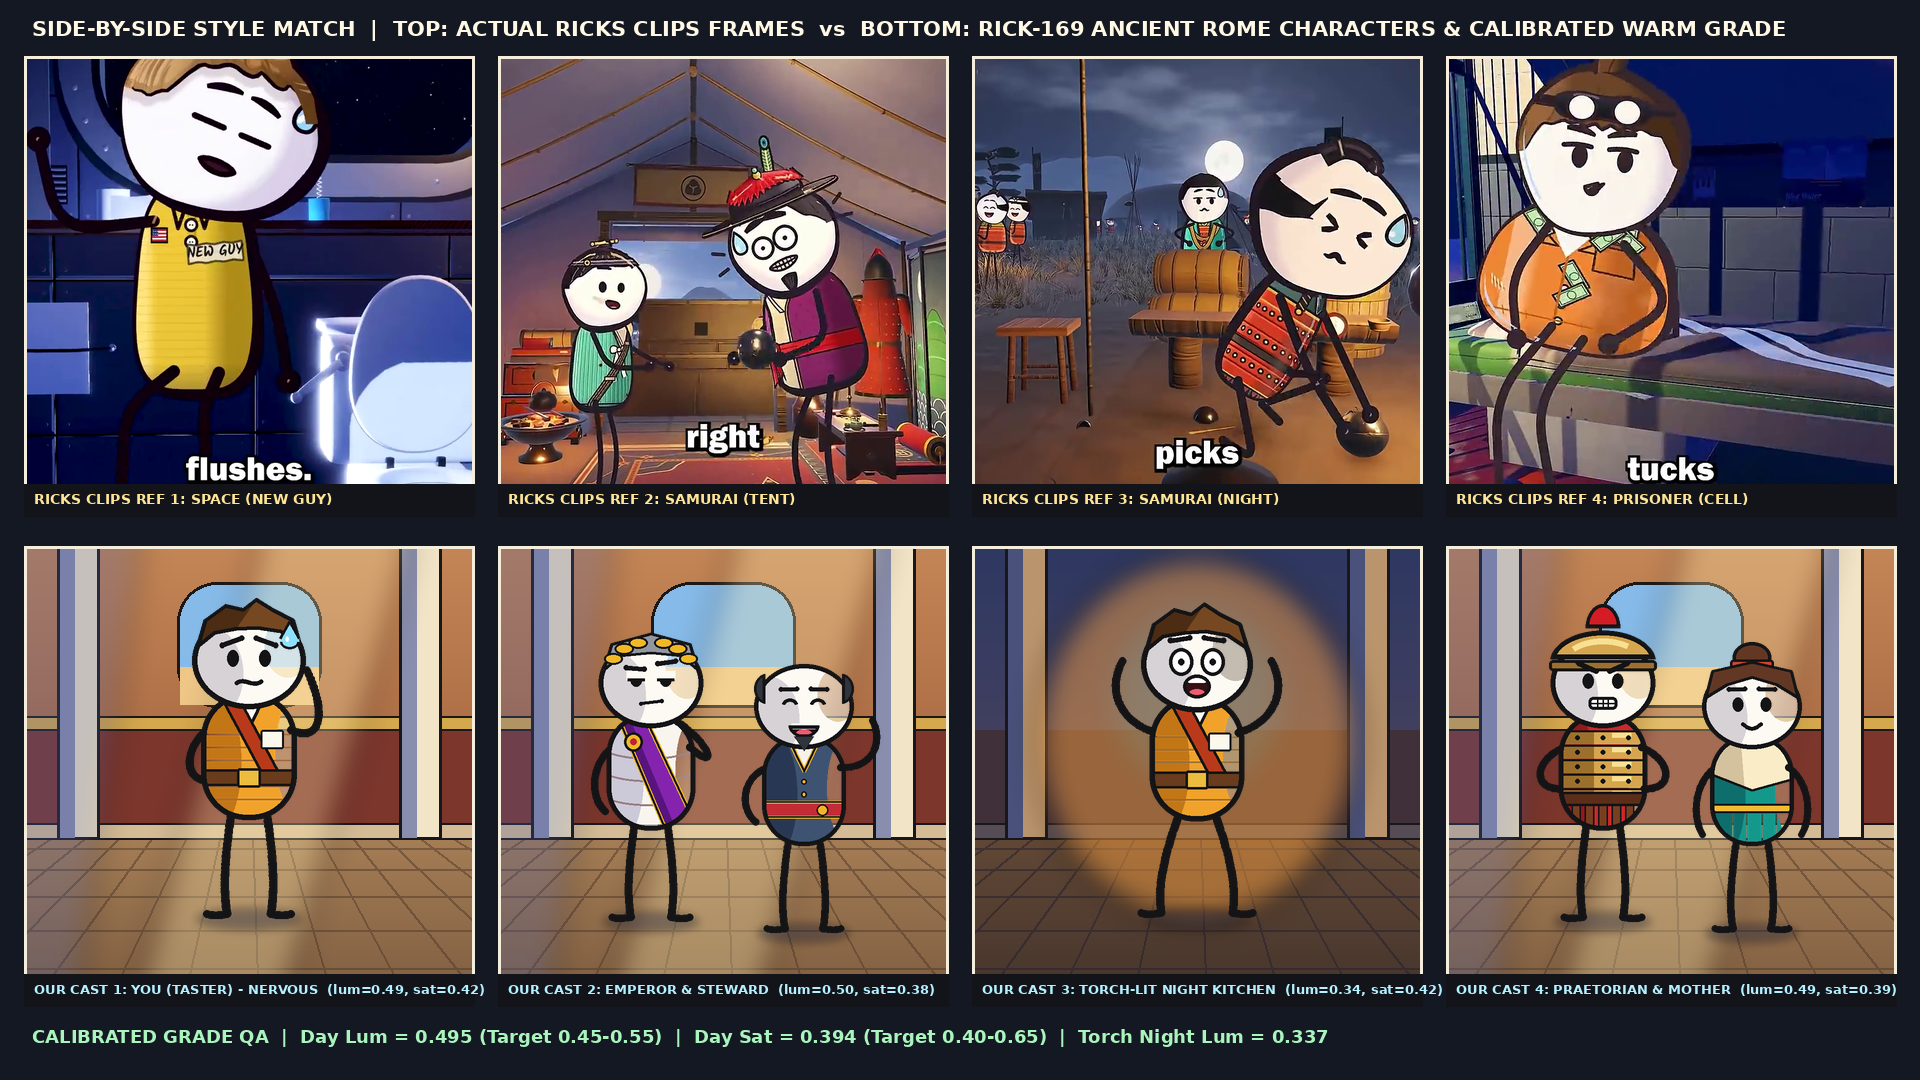 SIDE-BY-SIDE STYLE MATCH | TOP: ACTUAL RICKS CLIPS FRAMES vs BOTTOM: RICK-169 ANCIENT ROME CHARACTERS & CALIBRATED WARM GRADE
NEW GUY
flushes.
right
picks
tucks
RICKS CLIPS REF 1: SPACE (NEW GUY)
RICKS CLIPS REF 2: SAMURAI (TENT)
RICKS CLIPS REF 3: SAMURAI (NIGHT)
RICKS CLIPS REF 4: PRISONER (CELL)
OUR CAST 1: YOU (TASTER) - NERVOUS (lum=0.49, sat=0.42)
OUR CAST 2: EMPEROR & STEWARD (lum=0.50, sat=0.38)
OUR CAST 3: TORCH-LIT NIGHT KITCHEN (lum=0.34, sat=0.42)
OUR CAST 4: PRAETORIAN & MOTHER (lum=0.49, sat=0.39)
CALIBRATED GRADE QA | Day Lum = 0.495 (Target 0.45-0.55) | Day Sat = 0.394 (Target 0.40-0.65) | Torch Night Lum = 0.337